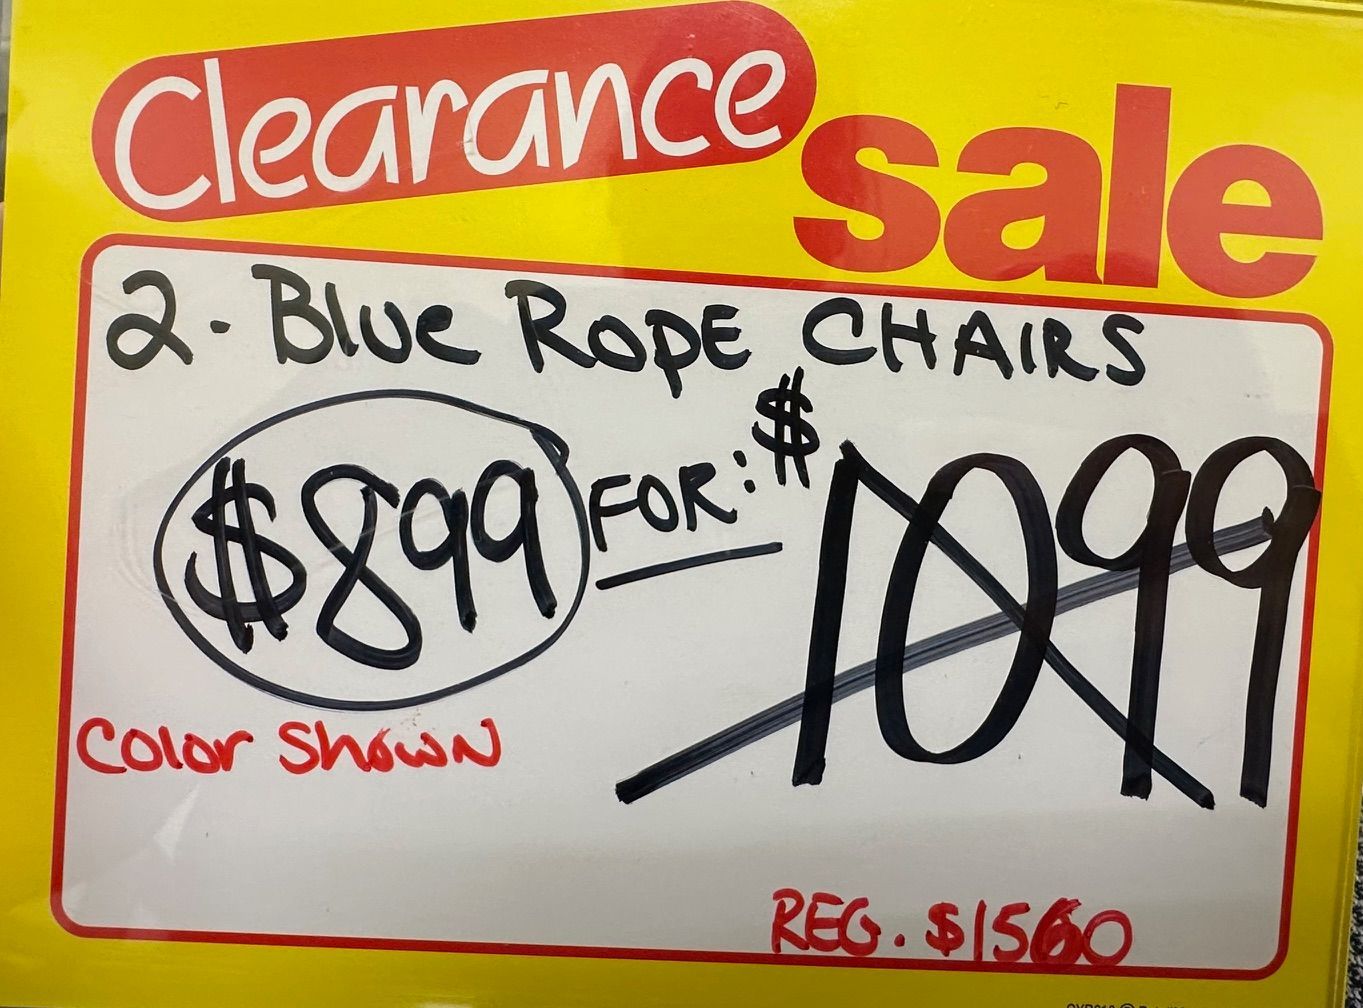 Clearance sale
2-Blue Rope CHAIRS
$899 FOR: $1099
Color Shown
REG. $1560